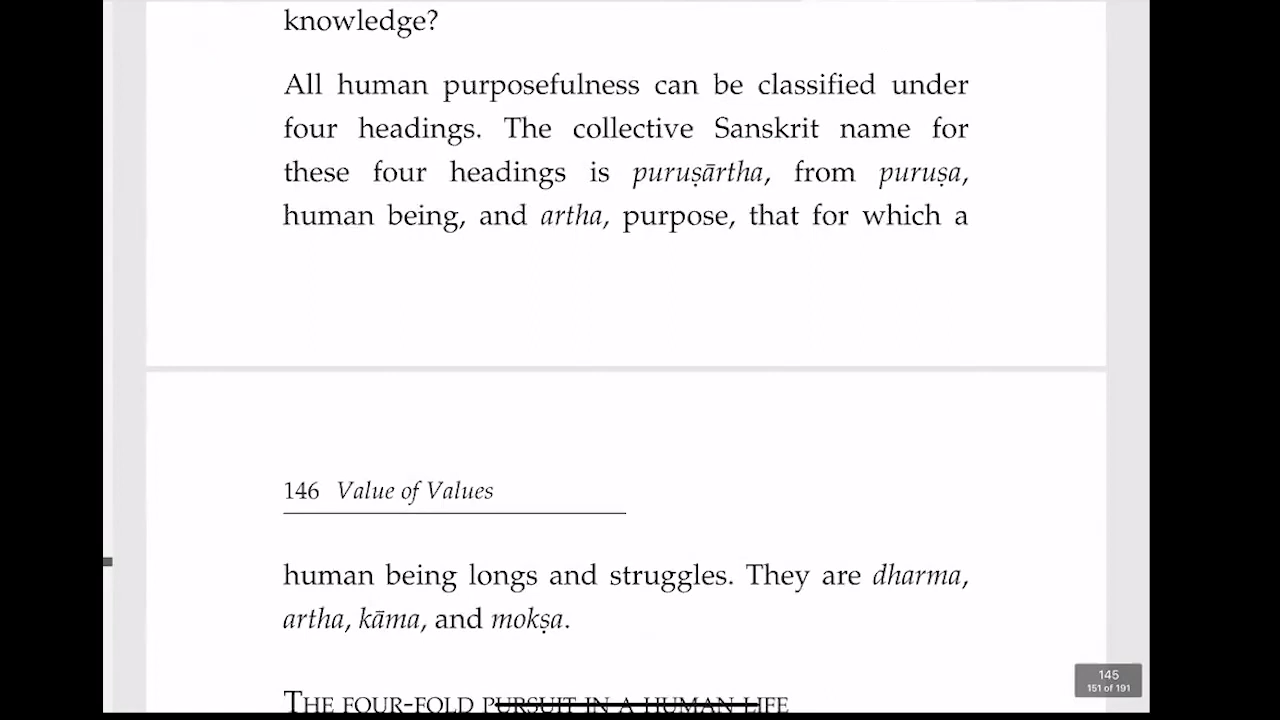 knowledge?
All human purposefulness can be classified under
four headings. The collective Sanskrit name for
these four headings is puruṣārtha, from puruṣa,
human being, and artha, purpose, that for which a
146 Value of Values
human being longs and struggles. They are dharma,
artha, kāma, and mokṣa.
THE FOUR-FOLD PURSUIT IN A HUMAN LIFE
145
151 of 191